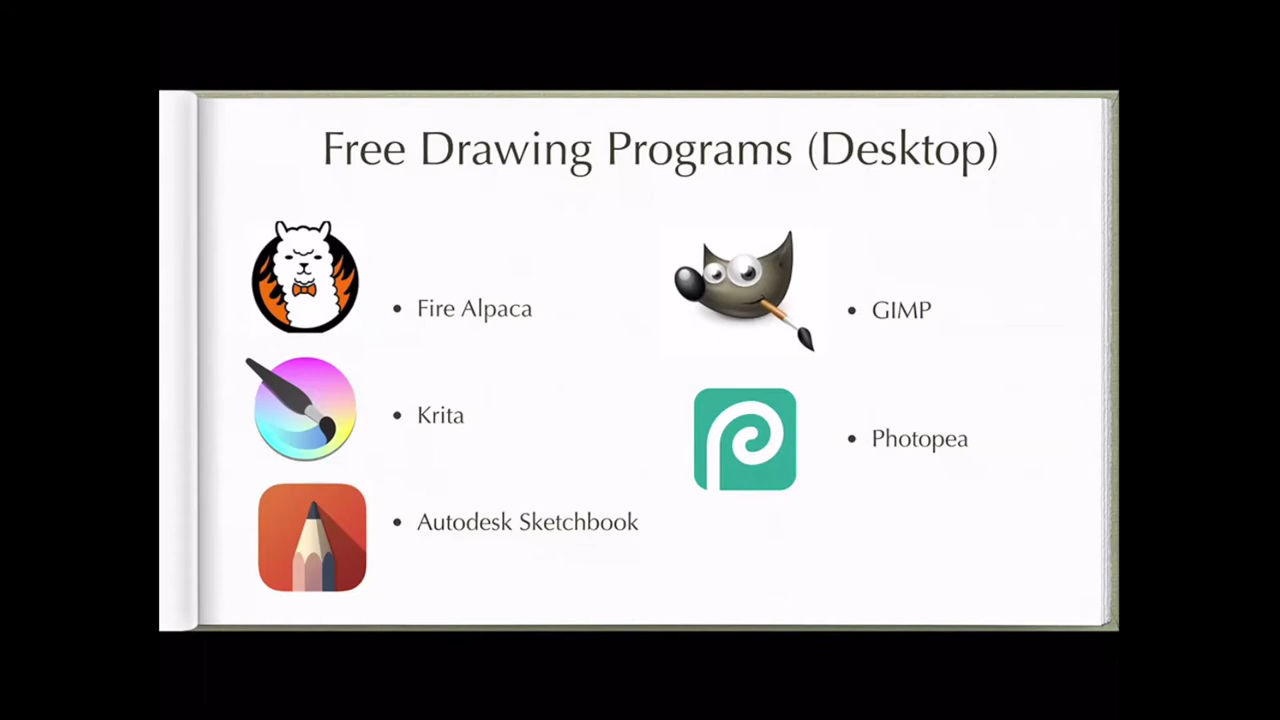 Free Drawing Programs (Desktop)
• Fire Alpaca
• Krita
• Autodesk Sketchbook
• GIMP
• Photopea